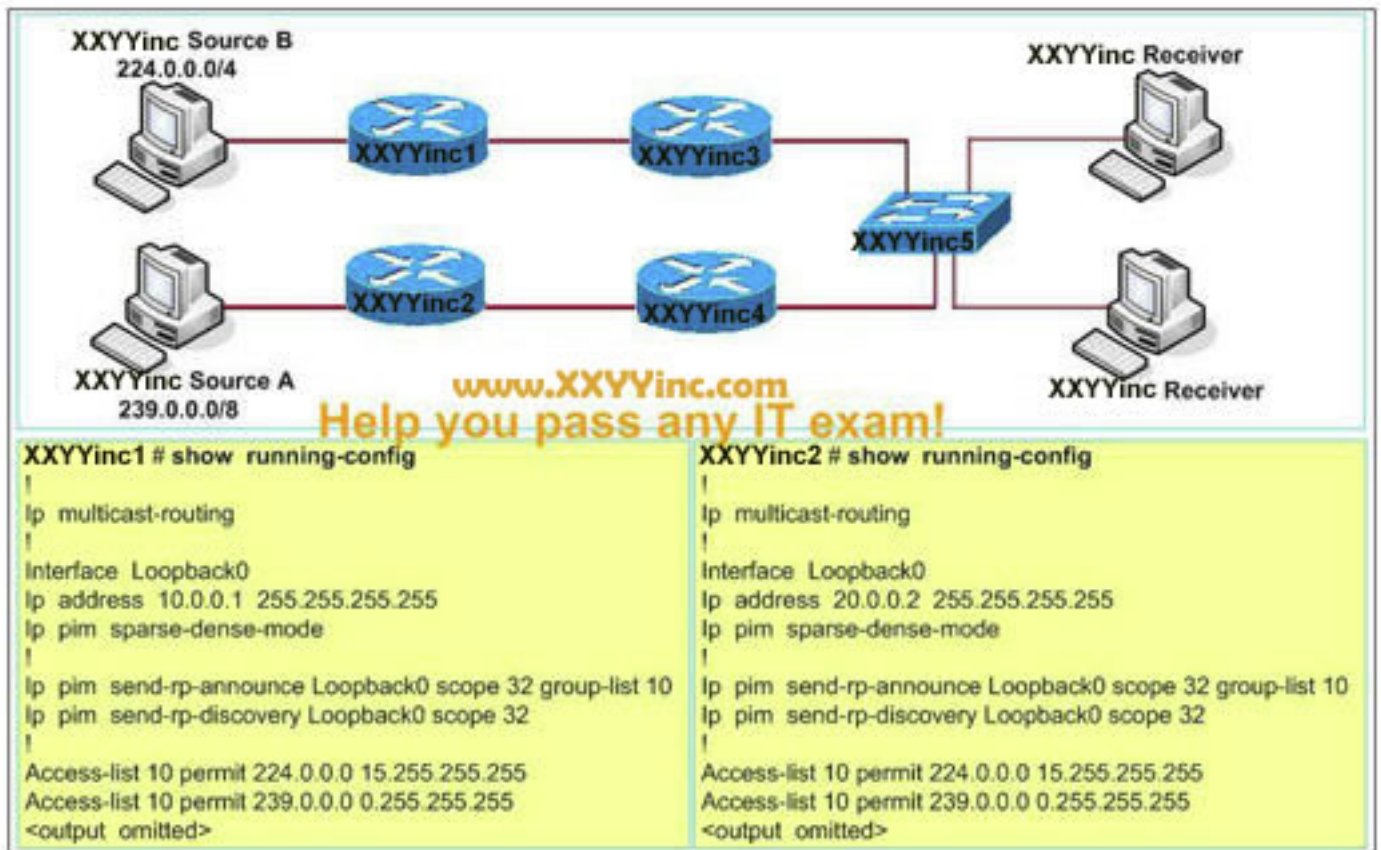 XXYYinc Source B
224.0.0.0/4
XXYYinc Receiver
XXYYinc1
XXYYinc3
XXYYinc5
XXYYinc2
XXYYinc4
XXYYinc Source A
239.0.0.0/8
XXYYinc Receiver
www.XXYYinc.com
Help you pass any IT exam!
XXYYinc1 # show running-config
!
Ip multicast-routing
!
Interface Loopback0
Ip address 10.0.0.1 255.255.255.255
Ip pim sparse-dense-mode
!
Ip pim send-rp-announce Loopback0 scope 32 group-list 10
Ip pim send-rp-discovery Loopback0 scope 32
!
Access-list 10 permit 224.0.0.0 15.255.255.255
Access-list 10 permit 239.0.0.0 0.255.255.255
<output omitted>
XXYYinc2 # show running-config
!
Ip multicast-routing
!
Interface Loopback0
Ip address 20.0.0.2 255.255.255.255
Ip pim sparse-dense-mode
!
Ip pim send-rp-announce Loopback0 scope 32 group-list 10
Ip pim send-rp-discovery Loopback0 scope 32
!
Access-list 10 permit 224.0.0.0 15.255.255.255
Access-list 10 permit 239.0.0.0 0.255.255.255
<output omitted>